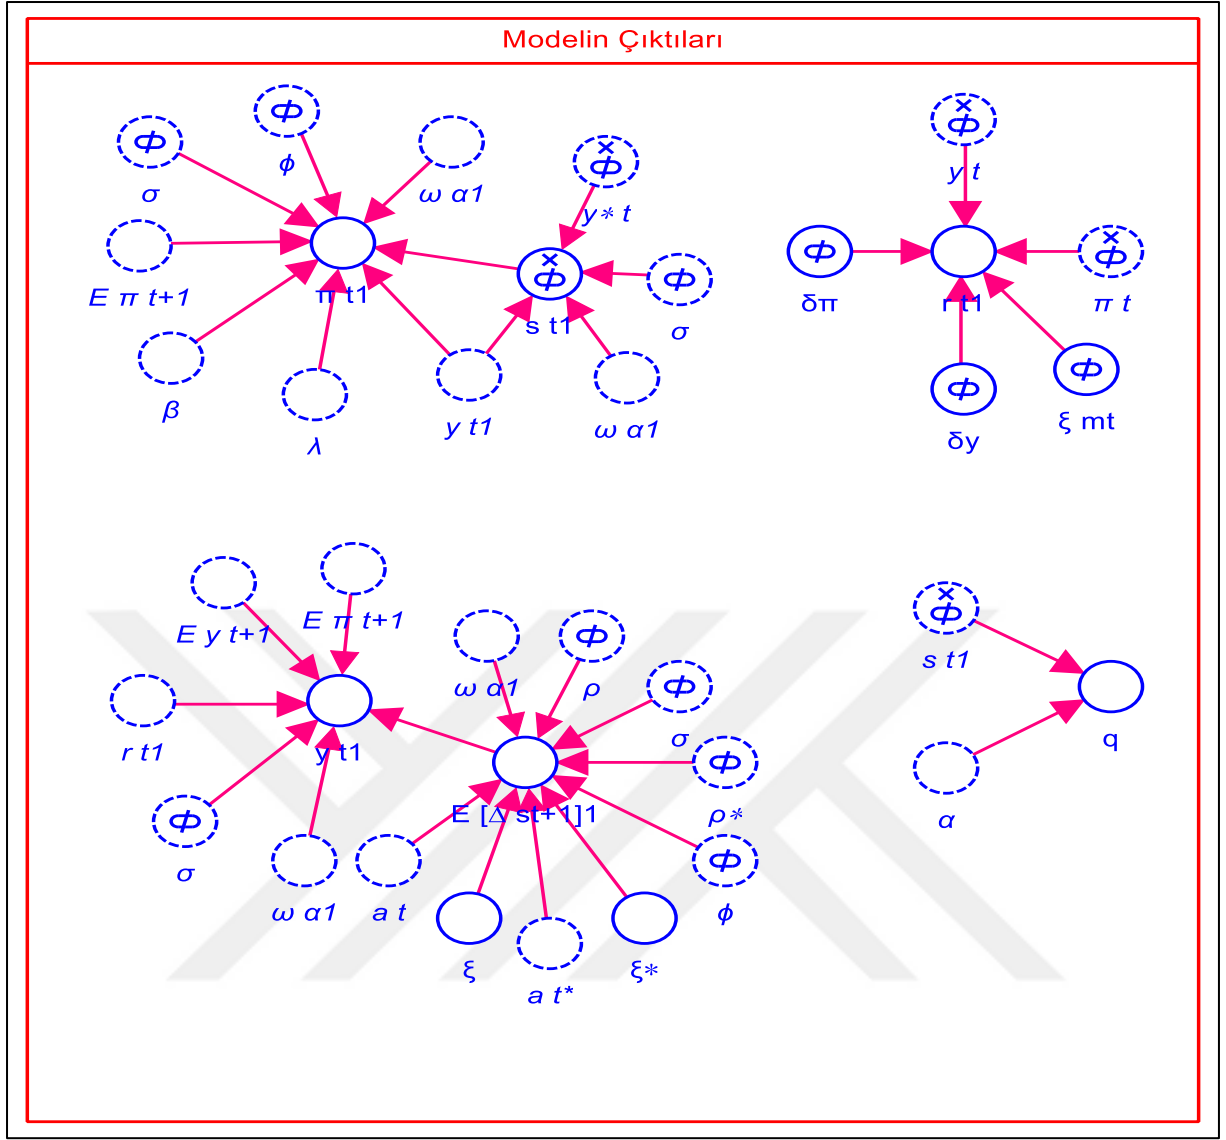 Modelin Çıktıları
σ
ϕ
ω α1
y* t
y t
E π t+1
π t1
s t1
σ
δπ
r t1
π t
β
λ
y t1
ω α1
δy
ξ mt
E y t+1
E π t+1
ω α1
ρ
s t1
r t1
y t1
σ
q
σ
ω α1
a t
E [Δ st+1]1
ρ*
α
ξ
a t*
ξ*
ϕ